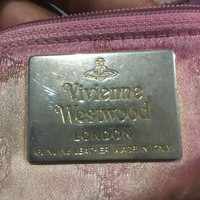 Vivienne
Westwood
LONDON
GENUINE LEATHER MADE IN ITALY